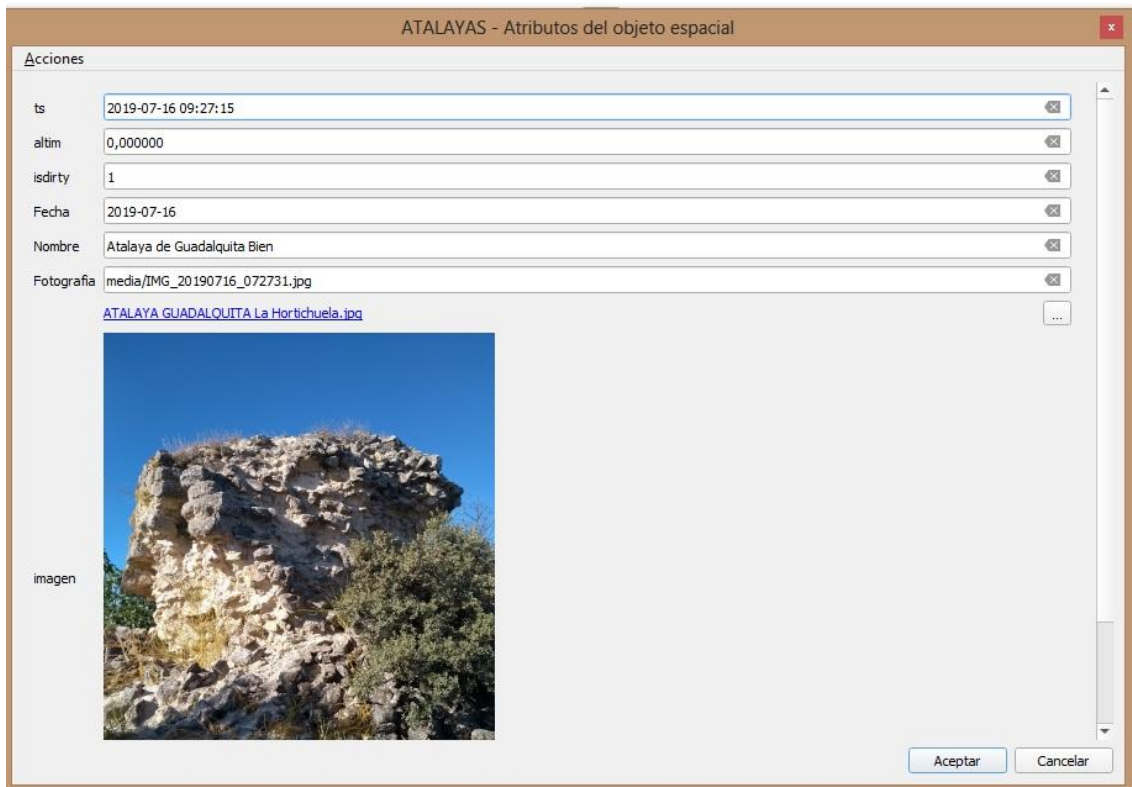 ATALAYAS - Atributos del objeto espacial
x
Acciones
ts 2019-07-16 09:27:15
altim 0,000000
isdirty 1
Fecha 2019-07-16
Nombre Atalaya de Guadalquita Bien
Fotografia media/IMG_20190716_072731.jpg
ATALAYA GUADALQUITA La Hortichuela.jpg
...
imagen
Aceptar Cancelar